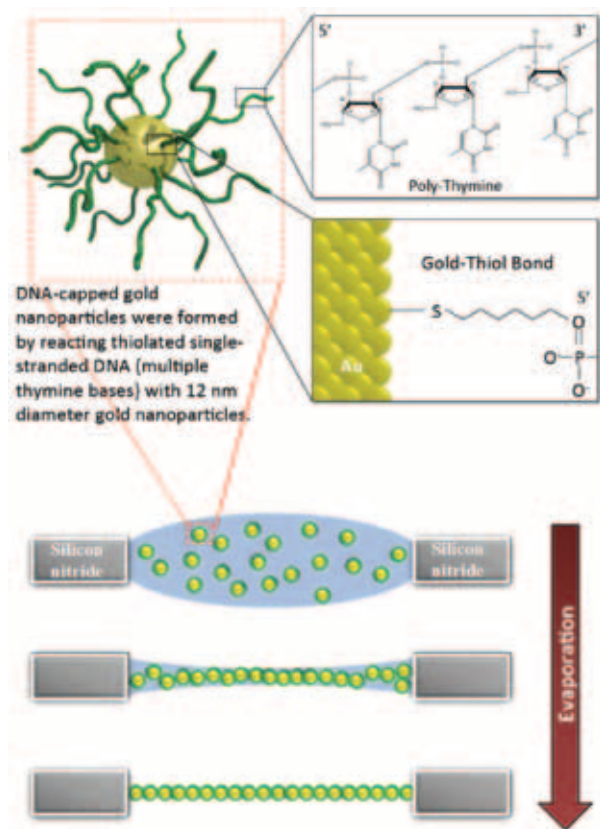 5'
3'
Poly-Thymine
Gold-Thiol Bond
5'
S
O
O
P
O
Au
DNA-capped gold
nanoparticles were formed
by reacting thiolated single-
stranded DNA (multiple
thymine bases) with 12 nm
diameter gold nanoparticles.
Silicon
nitride
Silicon
nitride
Evaporation